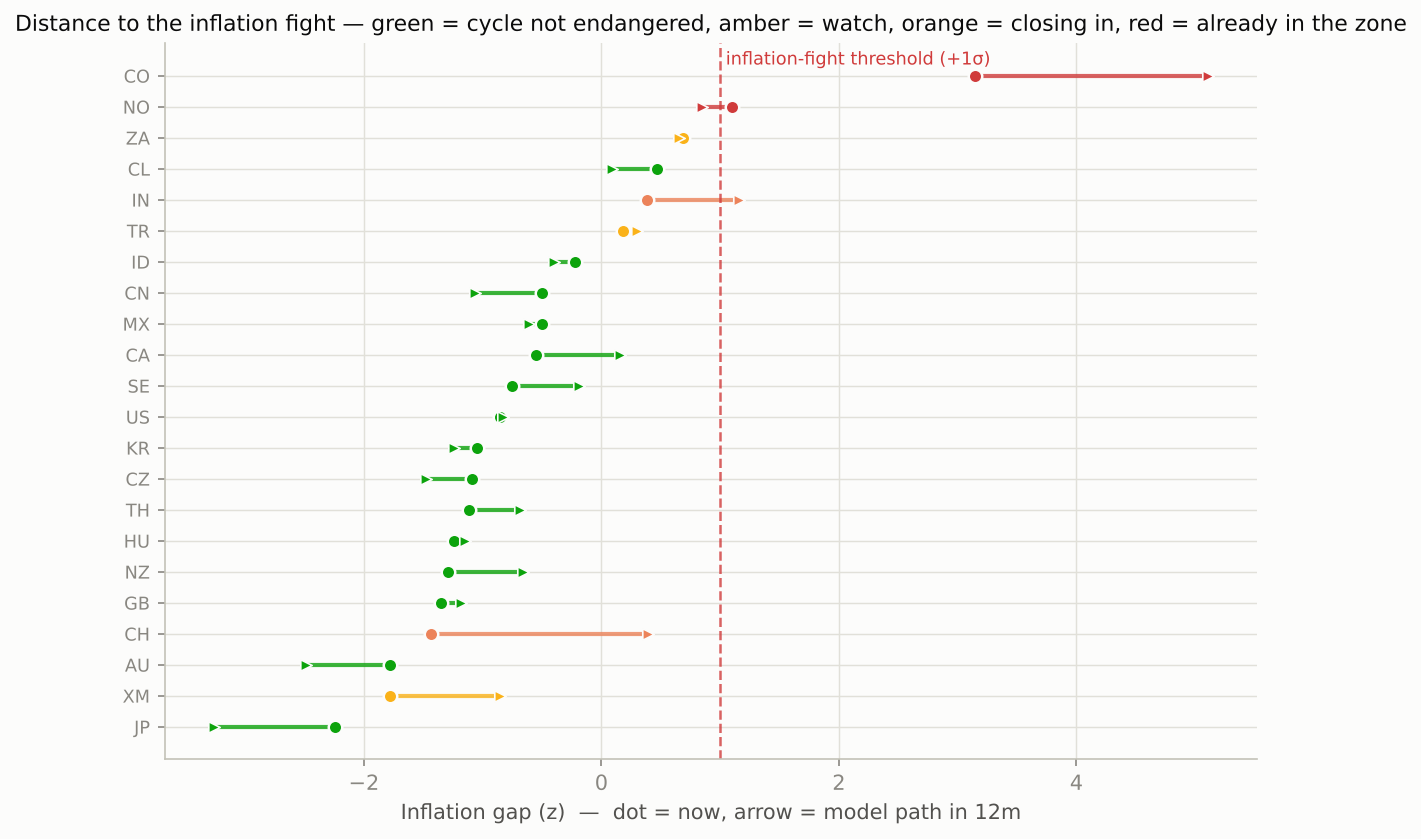 Distance to the inflation fight — green = cycle not endangered, amber = watch, orange = closing in, red = already in the zone
inflation-fight threshold (+1σ)
CO
NO
ZA
CL
IN
TR
ID
CN
MX
CA
SE
US
KR
CZ
TH
HU
NZ
GB
CH
AU
XM
JP
−2
0
2
4
Inflation gap (z) — dot = now, arrow = model path in 12m